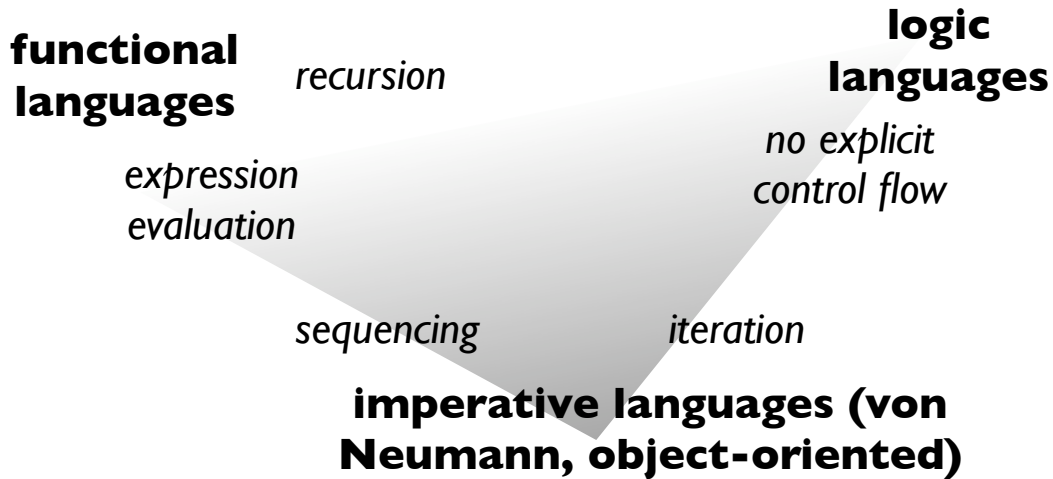 functional
languages
recursion
logic
languages
expression
evaluation
no explicit
control flow
sequencing
iteration
imperative languages (von
Neumann, object-oriented)